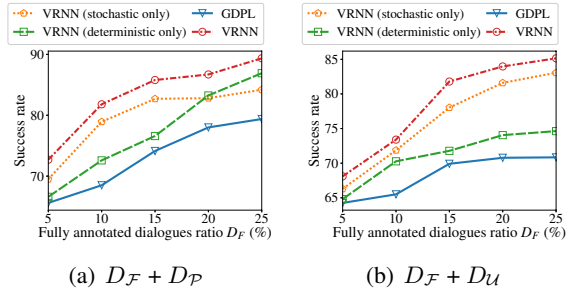 VRNN (stochastic only) GDPL
VRNN (deterministic only) VRNN
90
80
70
Success rate
5 10 15 20 25
Fully annotated dialogues ratio D_F (%)
(a) D_F + D_P
VRNN (stochastic only) GDPL
VRNN (deterministic only) VRNN
85
80
75
70
65
Success rate
5 10 15 20 25
Fully annotated dialogues ratio D_F (%)
(b) D_F + D_U